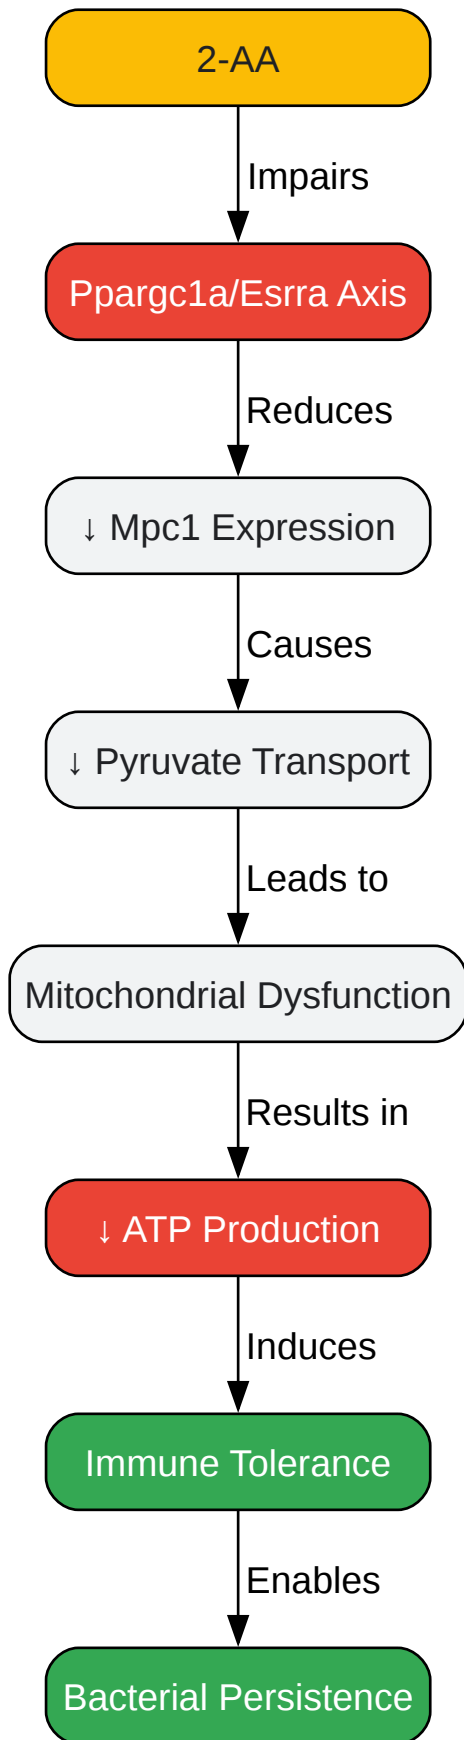 2-AA
Impairs
Ppargc1a/Esrra Axis
Reduces
↓ Mpc1 Expression
Causes
↓ Pyruvate Transport
Leads to
Mitochondrial Dysfunction
Results in
↓ ATP Production
Induces
Immune Tolerance
Enables
Bacterial Persistence